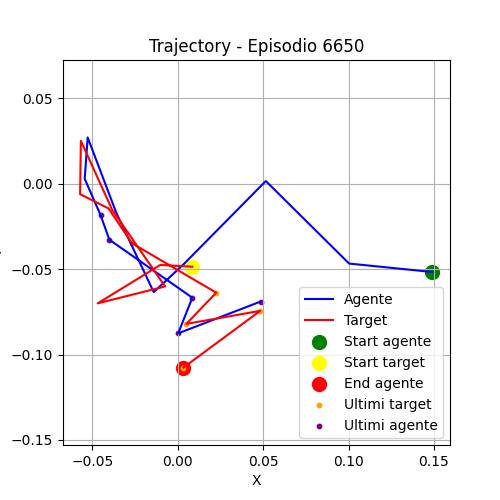 Trajectory - Episodio 6650
0.05
0.00
−0.05
−0.10
−0.15
−0.05
0.00
0.05
0.10
0.15
X
Agente
Target
Start agente
Start target
End agente
Ultimi target
Ultimi agente